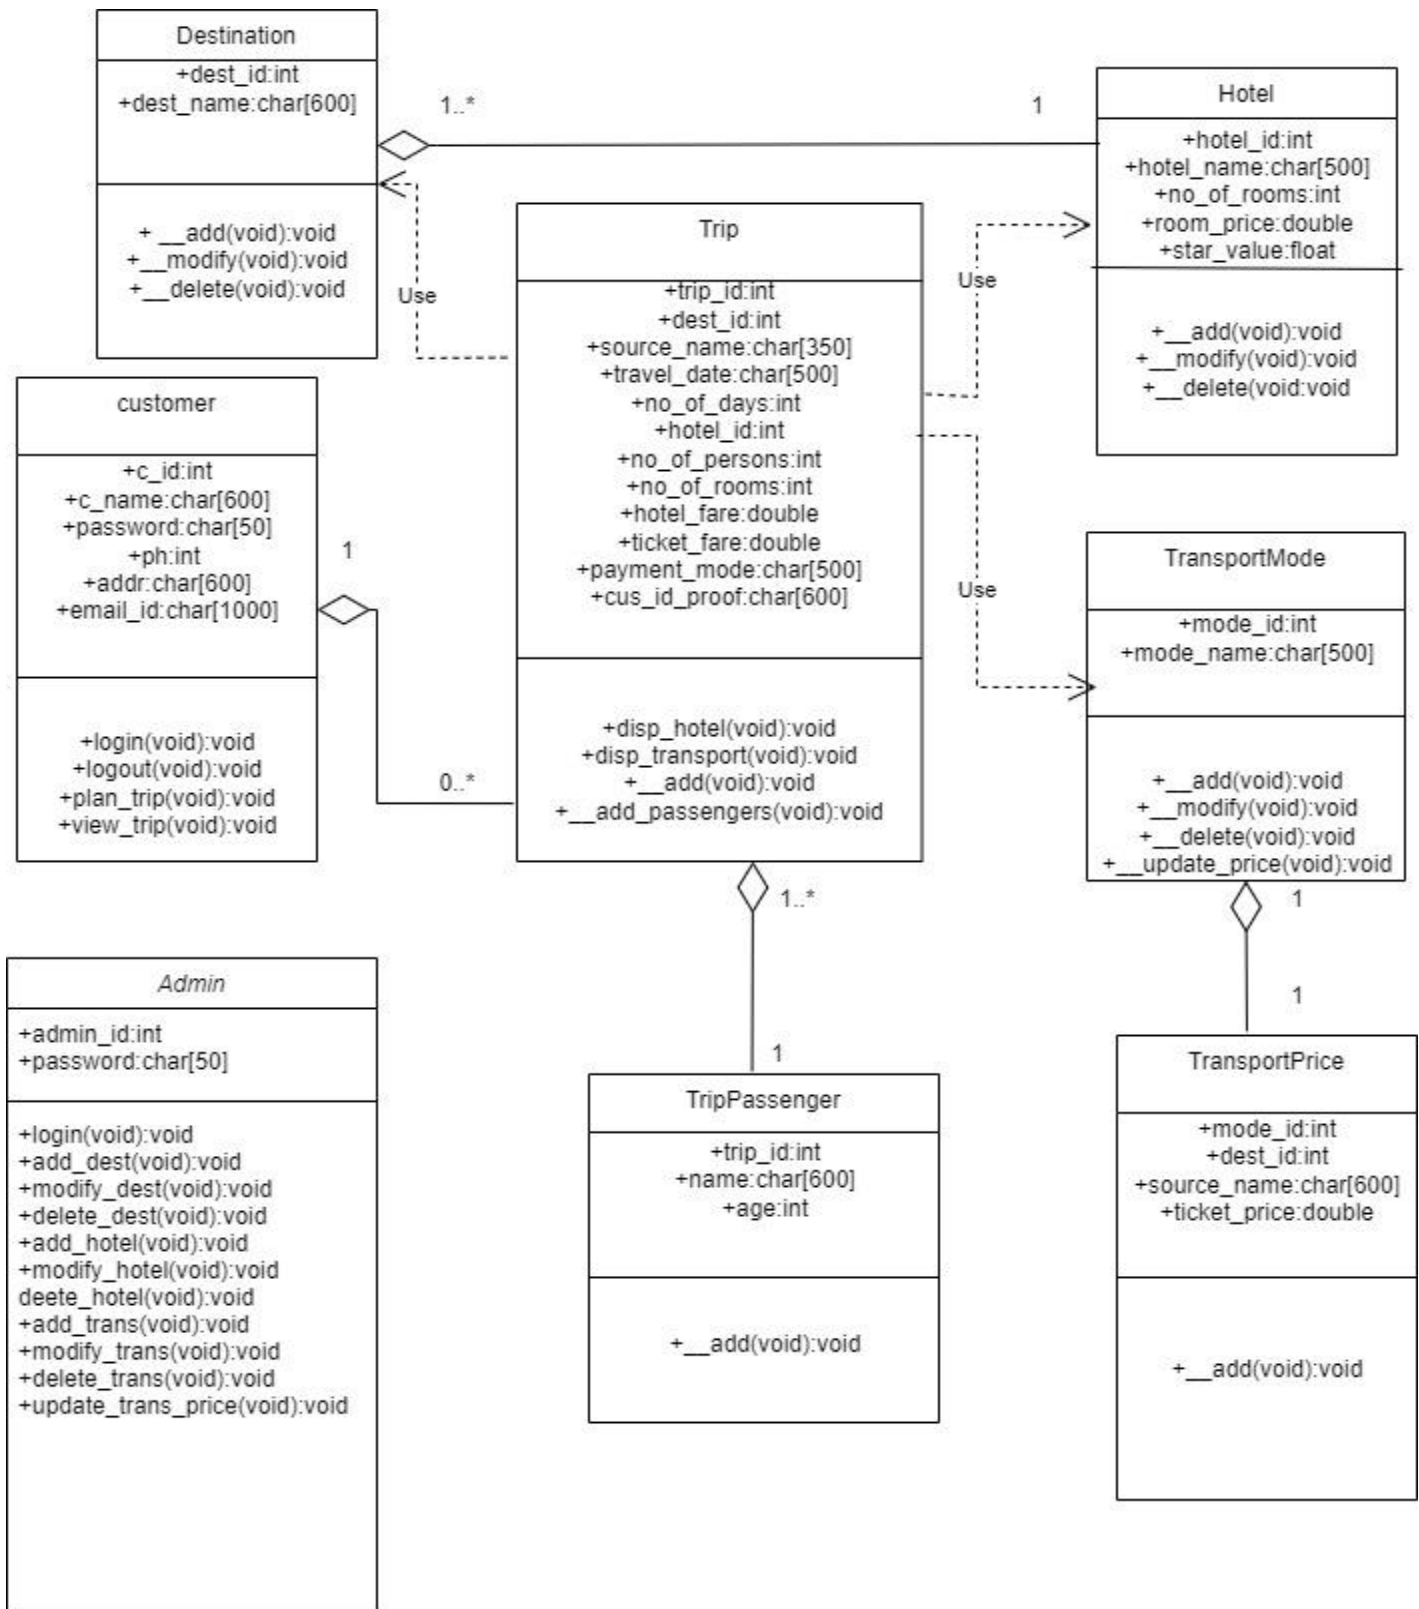 Destination
+dest_id:int
+dest_name:char[600]
+ __add(void):void
+__modify(void):void
+__delete(void):void
1..*
1
Hotel
+hotel_id:int
+hotel_name:char[500]
+no_of_rooms:int
+room_price:double
+star_value:float
+__add(void):void
+__modify(void):void
+__delete(void:void
Use
Use
Use
Trip
+trip_id:int
+dest_id:int
+source_name:char[350]
+travel_date:char[500]
+no_of_days:int
+hotel_id:int
+no_of_persons:int
+no_of_rooms:int
+hotel_fare:double
+ticket_fare:double
+payment_mode:char[500]
+cus_id_proof:char[600]
+disp_hotel(void):void
+disp_transport(void):void
+__add(void):void
+__add_passengers(void):void
customer
+c_id:int
+c_name:char[600]
+password:char[50]
+ph:int
+addr:char[600]
+email_id:char[1000]
+login(void):void
+logout(void):void
+plan_trip(void):void
+view_trip(void):void
1
0..*
TransportMode
+mode_id:int
+mode_name:char[500]
+__add(void):void
+__modify(void):void
+__delete(void):void
+__update_price(void):void
1..*
1
1
1
Admin
+admin_id:int
+password:char[50]
+login(void):void
+add_dest(void):void
+modify_dest(void):void
+delete_dest(void):void
+add_hotel(void):void
+modify_hotel(void):void
deete_hotel(void):void
+add_trans(void):void
+modify_trans(void):void
+delete_trans(void):void
+update_trans_price(void):void
TripPassenger
+trip_id:int
+name:char[600]
+age:int
+__add(void):void
TransportPrice
+mode_id:int
+dest_id:int
+source_name:char[600]
+ticket_price:double
+__add(void):void